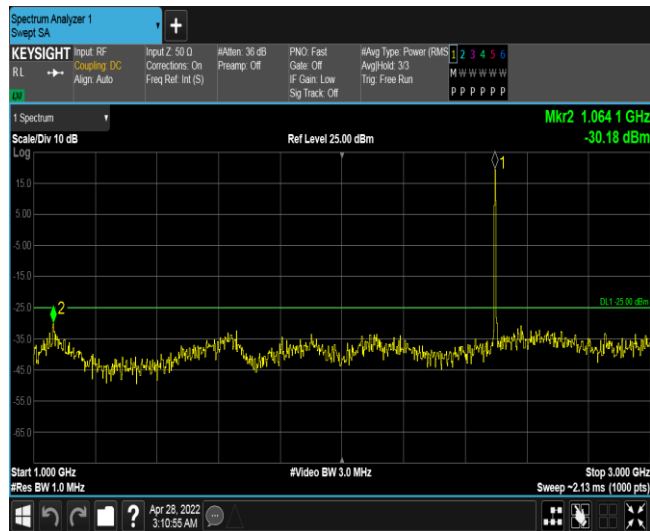 Spectrum Analyzer 1
Swept SA
+
KEYSIGHT Input: RF Input Z: 50 Ω #Atten: 36 dB PNO: Fast #Avg Type: Power (RMS 1 2 3 4 5 6
RL Coupling: DC Corrections: On Preamp: Off Gate: Off Avg|Hold: 3/3 M W W W W W
Align: Auto Freq Ref: Int (S) IF Gain: Low Trig: Free Run
Sig Track: Off P P P P P P
1 Spectrum Mkr2 1.064 1 GHz
Scale/Div 10 dB Ref Level 25.00 dBm -30.18 dBm
Log
1
15.0
5.00
-5.00
-15.0
-25.0 2 DL1 -25.00 dBm
-35.0
-45.0
-55.0
-65.0
Start 1.000 GHz #Video BW 3.0 MHz Stop 3.000 GHz
#Res BW 1.0 MHz Sweep ~2.13 ms (1000 pts)
? Apr 28, 2022
3:10:55 AM